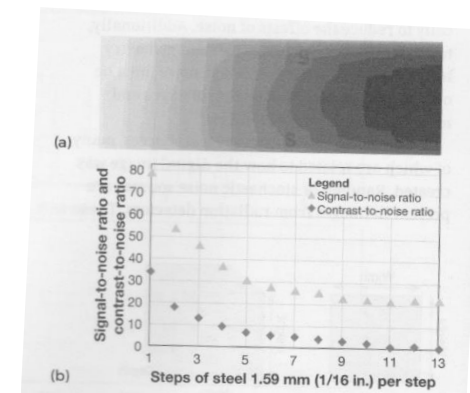 (a)
Signal-to-noise ratio and
contrast-to-noise ratio
80
70
60
50
40
30
20
10
0
Legend
Signal-to-noise ratio
Contrast-to-noise ratio
1 3 5 7 9 11 13
(b)
Steps of steel 1.59 mm (1/16 in.) per step